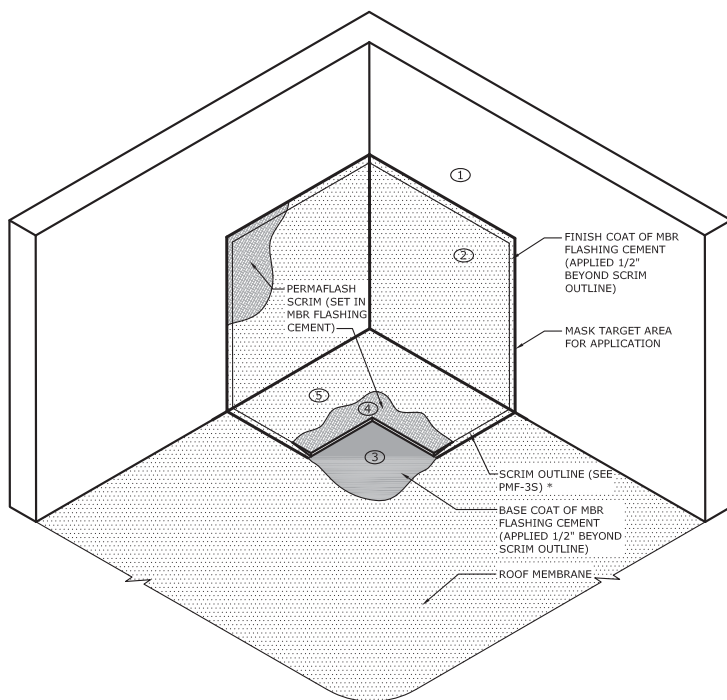 1
2
FINISH COAT OF MBR
FLASHING CEMENT
(APPLIED 1/2"
BEYOND SCRIM
OUTLINE)
PERMAFLASH
SCRIM (SET IN
MBR FLASHING
CEMENT)
MASK TARGET AREA
FOR APPLICATION
5
4
3
SCRIM OUTLINE (SEE
PMF-3S) *
BASE COAT OF MBR
FLASHING CEMENT
(APPLIED 1/2" BEYOND
SCRIM OUTLINE)
ROOF MEMBRANE